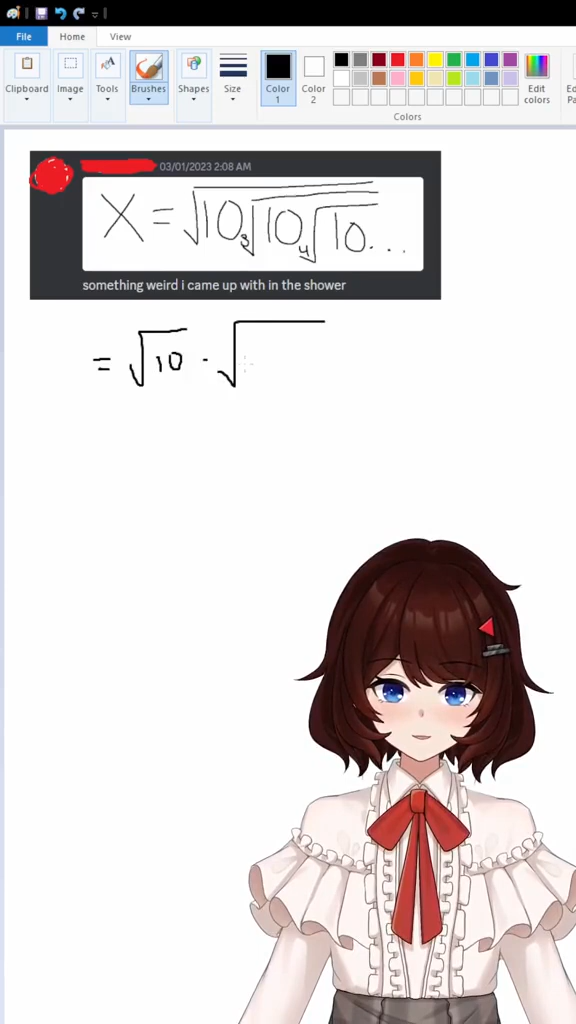 File Home View
Clipboard Image Tools Brushes Shapes Size Color 1 Color 2 Edit colors
Colors
03/01/2023 2:08 AM
X = √10 ∛10 ∜10...
something weird i came up with in the shower
= √10 · √